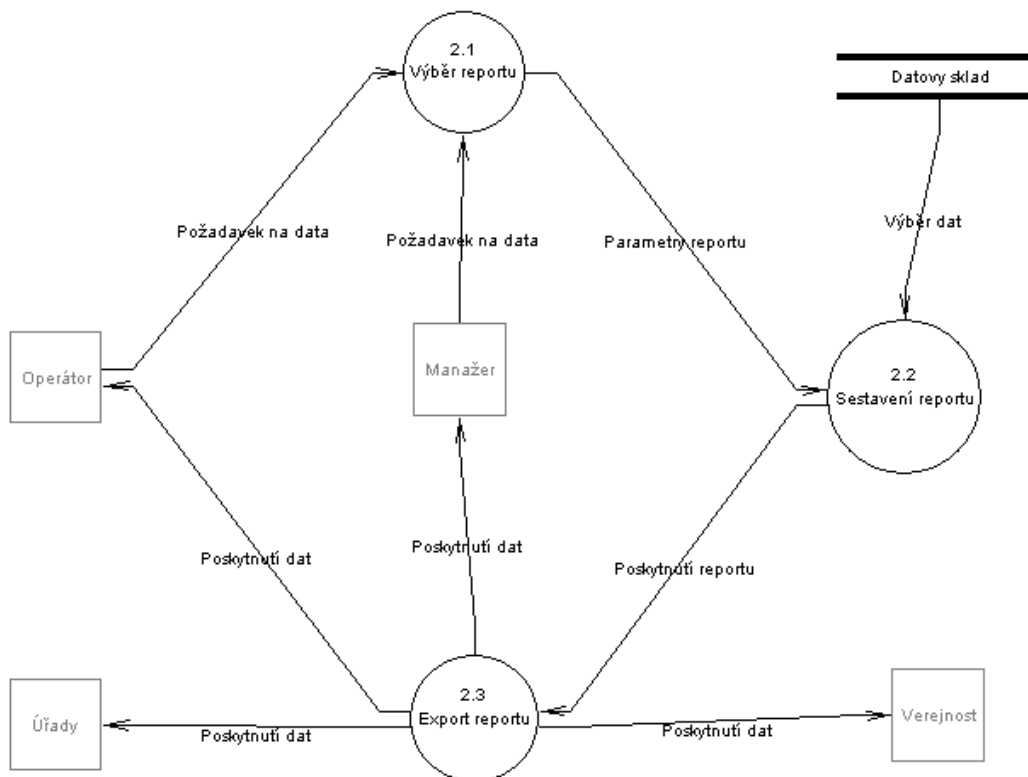 2.1
Výběr reportu
Datovy sklad
Požadavek na data
Požadavek na data
Parametry reportu
Výběr dat
Operátor
Manažer
2.2
Sestavení reportu
Poskytnutí dat
Poskytnutí dat
Poskytnutí reportu
2.3
Export reportu
Úřady
Verejnost
Poskytnutí dat
Poskytnutí dat